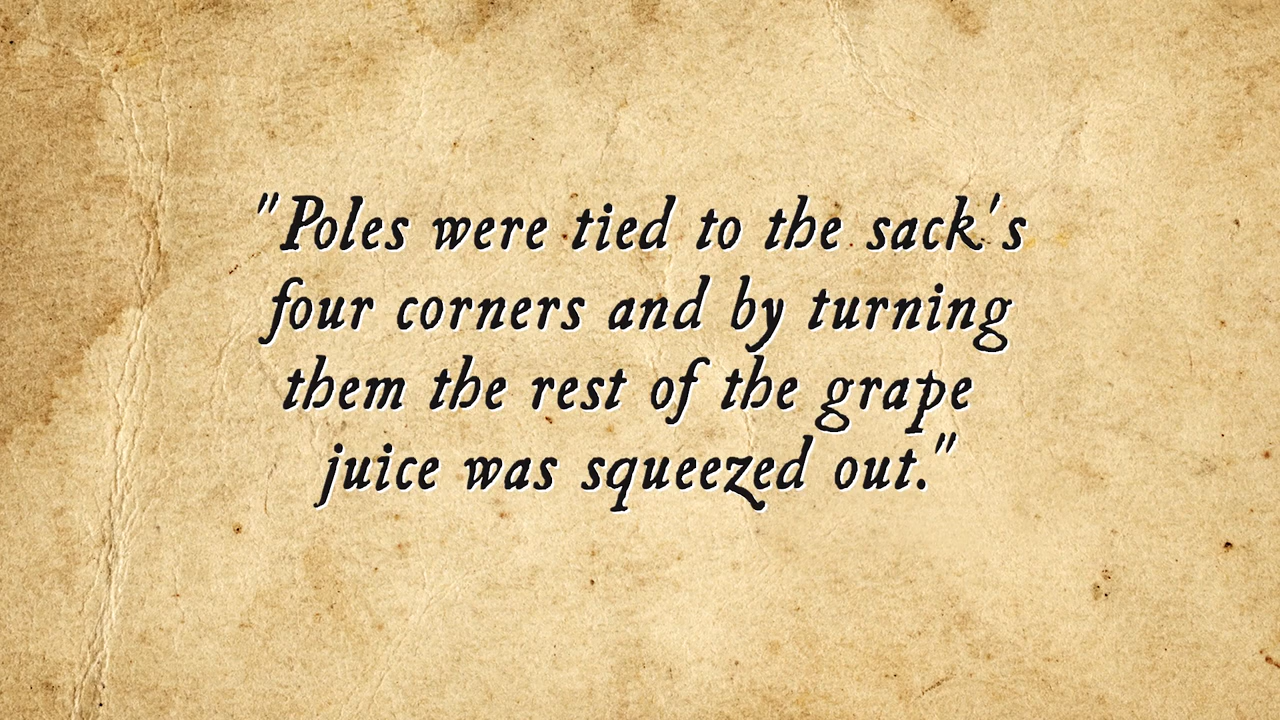 "Poles were tied to the sack's
four corners and by turning
them the rest of the grape
juice was squeezed out."